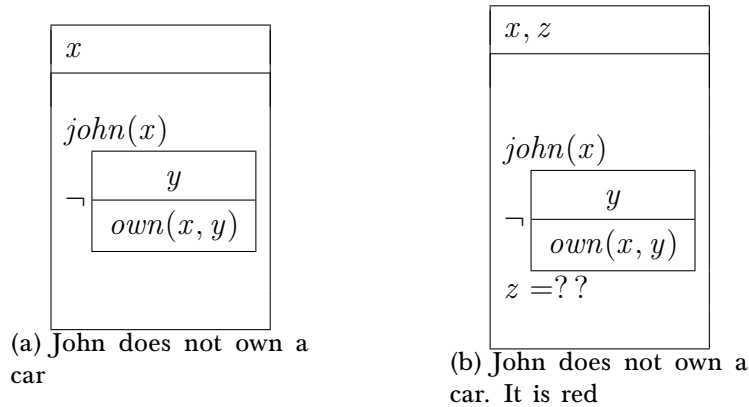 x
john(x)
¬
y
own(x, y)
(a) John does not own a
car
x, z
john(x)
¬
y
own(x, y)
z =? ?
(b) John does not own a
car. It is red